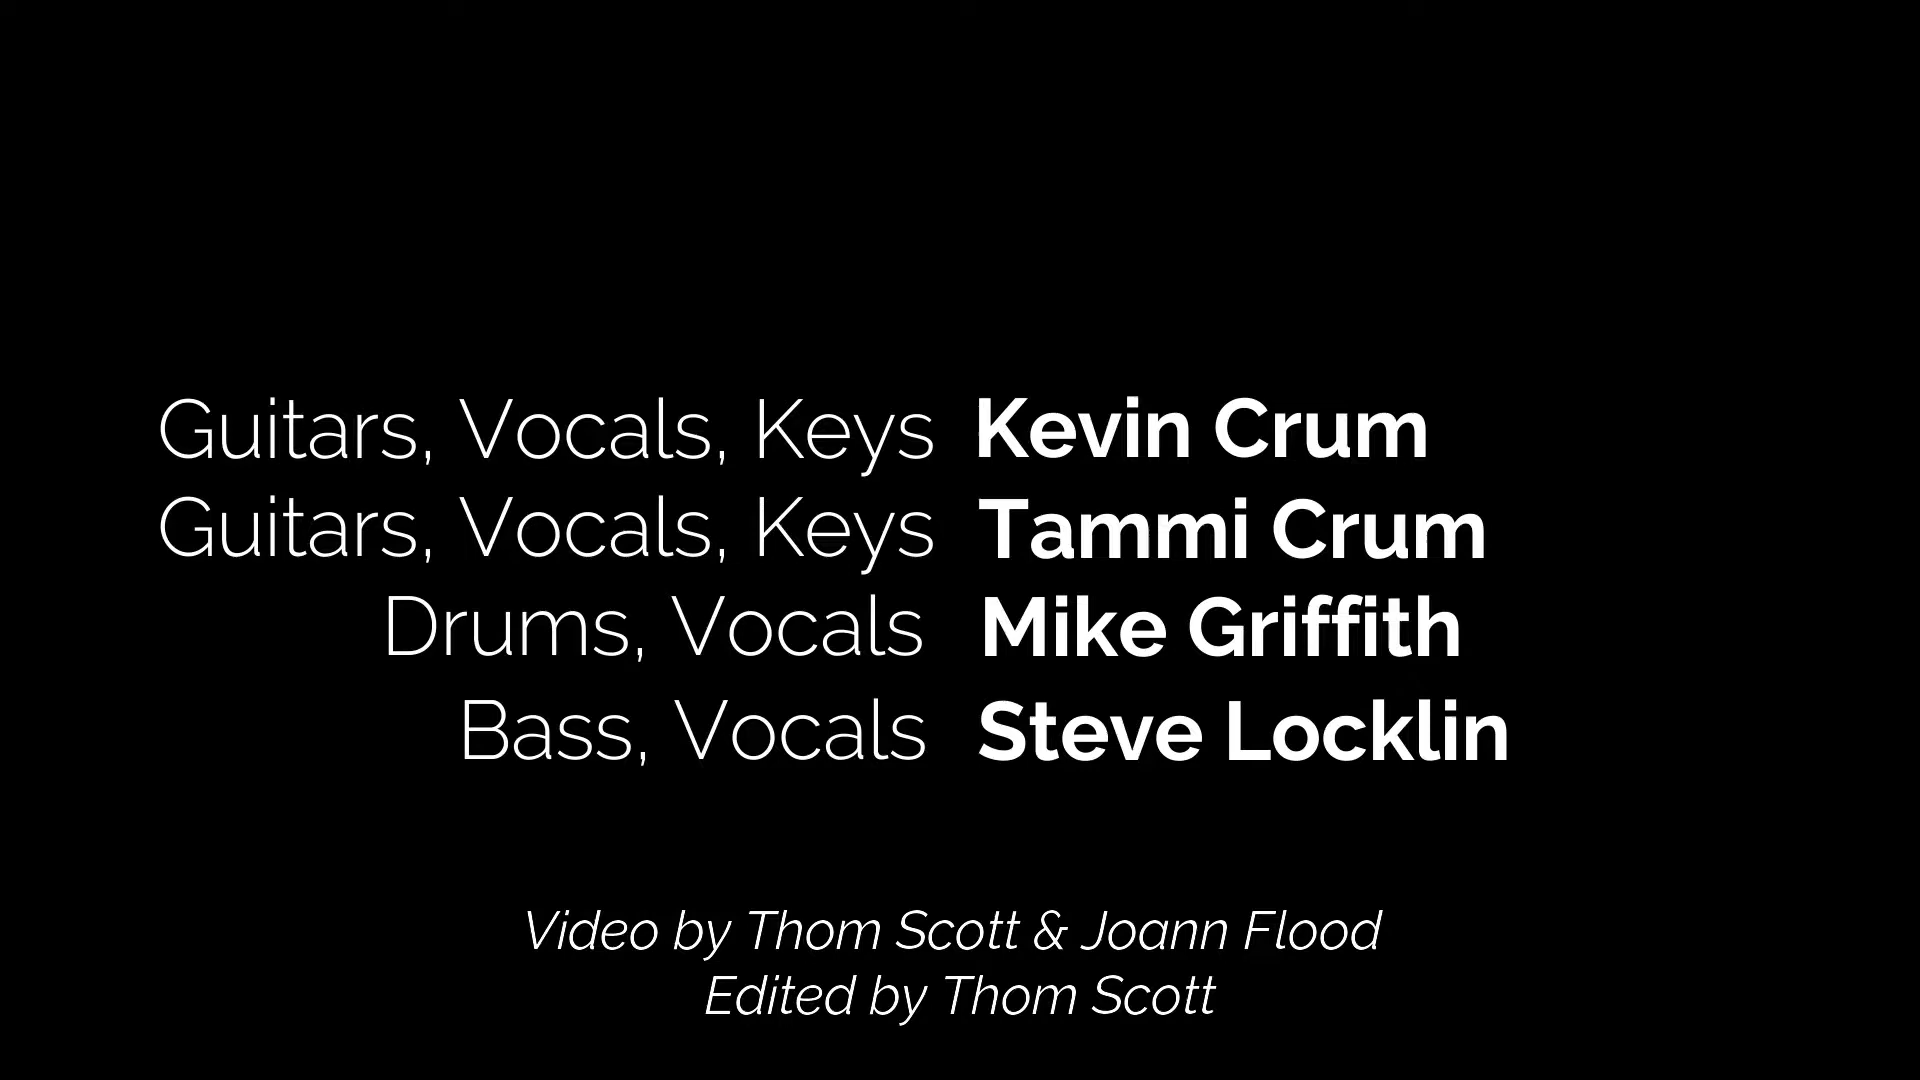 Guitars, Vocals, Keys Kevin Crum
Guitars, Vocals, Keys Tammi Crum
Drums, Vocals Mike Griffith
Bass, Vocals Steve Locklin
Video by Thom Scott & Joann Flood
Edited by Thom Scott